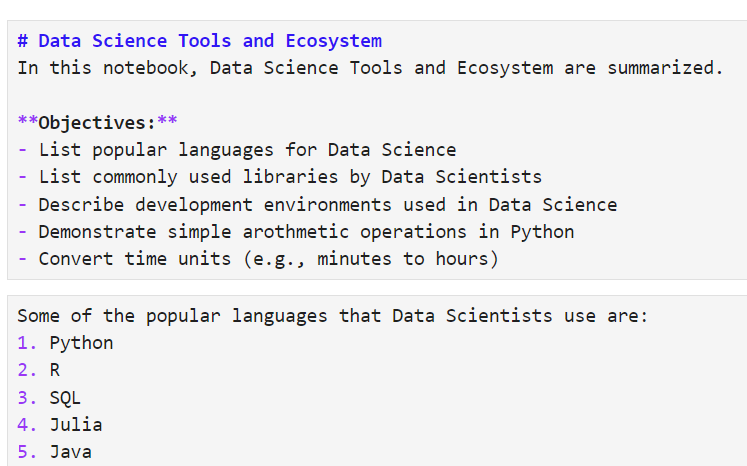 # Data Science Tools and Ecosystem
In this notebook, Data Science Tools and Ecosystem are summarized.
**Objectives:**
- List popular languages for Data Science
- List commonly used libraries by Data Scientists
- Describe development environments used in Data Science
- Demonstrate simple arothmetic operations in Python
- Convert time units (e.g., minutes to hours)
Some of the popular languages that Data Scientists use are:
1. Python
2. R
3. SQL
4. Julia
5. Java